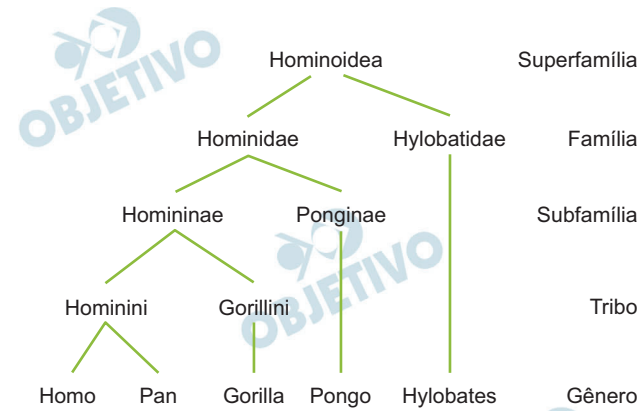 OBJETIVO
Hominoidea Superfamília
Hominidae Hylobatidae Família
Homininae Ponginae Subfamília
OBJETIVO
Hominini Gorillini Tribo
Homo Pan Gorilla Pongo Hylobates Gênero